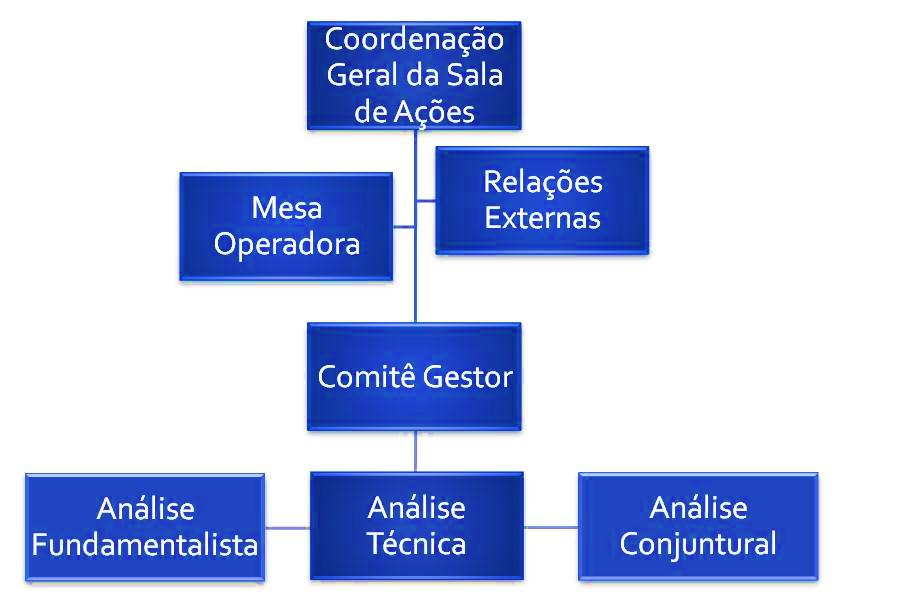 Coordenação
Geral da Sala
de Ações
Relações
Externas
Mesa
Operadora
Comitê Gestor
Análise
Fundamentalista
Análise
Técnica
Análise
Conjuntural